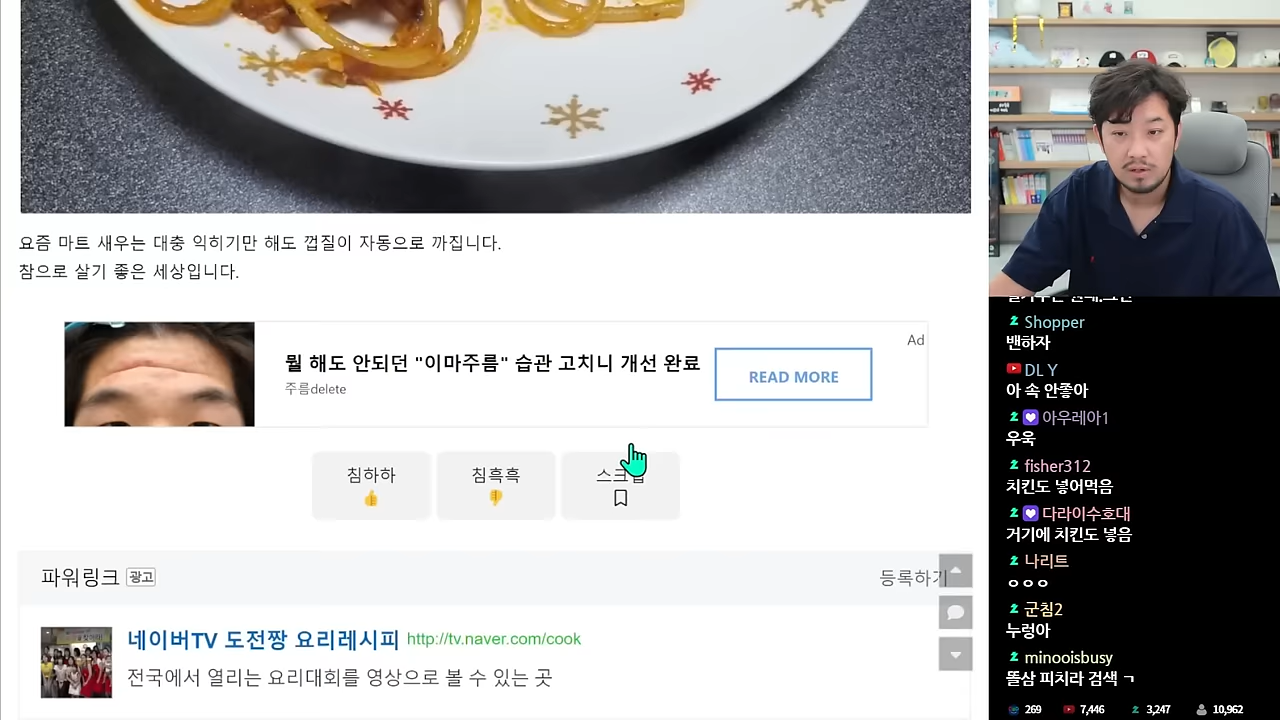 요즘 마트 새우는 대충 익히기만 해도 껍질이 자동으로 까집니다.
참으로 살기 좋은 세상입니다.
뭘 해도 안되던 "이마주름" 습관 고치니 개선 완료
주름delete
Ad
READ MORE
침하하
침흑흑
파워링크 광고
등록하기
네이버TV 도전짱 요리레시피 http://tv.naver.com/cook
전국에서 열리는 요리대회를 영상으로 볼 수 있는 곳
Shopper
밴하자
DL Y
아 속 안좋아
아우레아1
우욱
fisher312
치킨도 넣어먹음
다라이수호대
거기에 치킨도 넣음
나리트
ㅇㅇㅇ
군침2
누렁아
minooisbusy
똘삼 피치라 검색 ㄱ
269 7,446 3,247 10,962